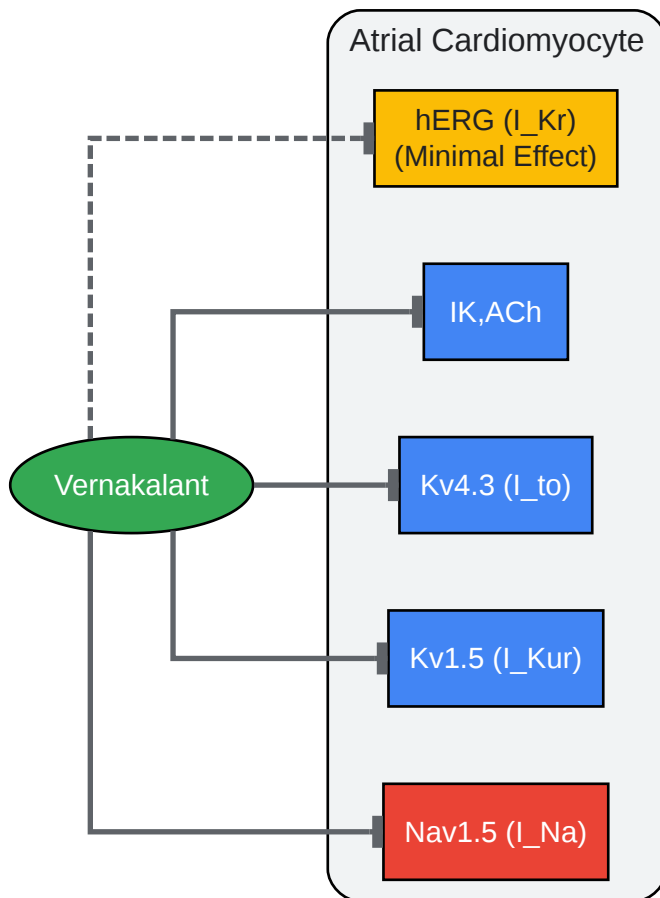 Atrial Cardiomyocyte
hERG (I_Kr)
(Minimal Effect)
IK,ACh
Vernakalant
Kv4.3 (I_to)
Kv1.5 (I_Kur)
Nav1.5 (I_Na)